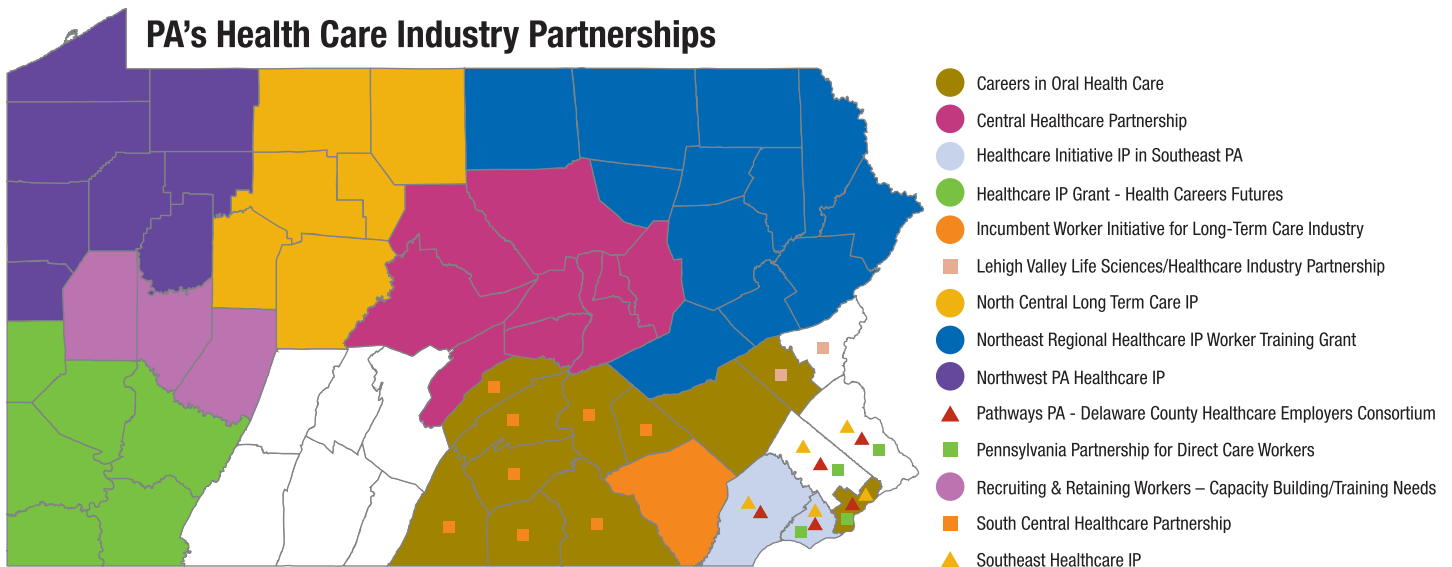 PA's Health Care Industry Partnerships
Careers in Oral Health Care
Central Healthcare Partnership
Healthcare Initiative IP in Southeast PA
Healthcare IP Grant - Health Careers Futures
Incumbent Worker Initiative for Long-Term Care Industry
Lehigh Valley Life Sciences/Healthcare Industry Partnership
North Central Long Term Care IP
Northeast Regional Healthcare IP Worker Training Grant
Northwest PA Healthcare IP
Pathways PA - Delaware County Healthcare Employers Consortium
Pennsylvania Partnership for Direct Care Workers
Recruiting & Retaining Workers – Capacity Building/Training Needs
South Central Healthcare Partnership
Southeast Healthcare IP